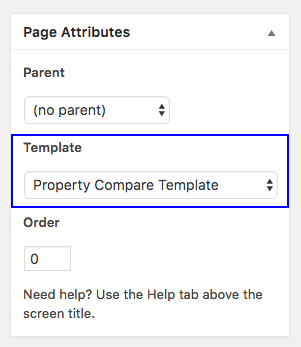 Page Attributes
Parent
(no parent)
Template
Property Compare Template
Order
0
Need help? Use the Help tab above the
screen title.